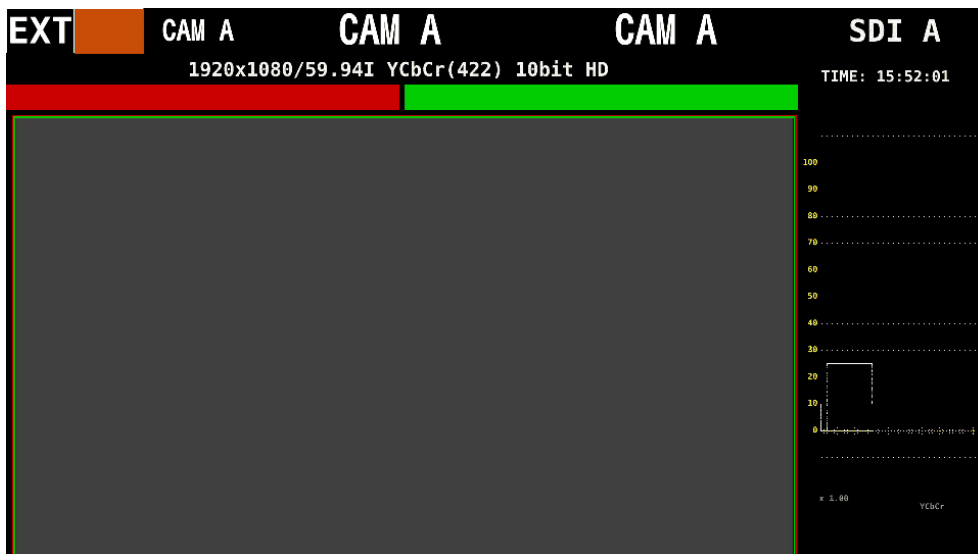 EXT CAM A CAM A CAM A SDI A
1920x1080/59.94I YCbCr(422) 10bit HD
TIME: 15:52:01
100
90
80
70
60
50
40
30
20
10
0
x 1.00
YCbCr